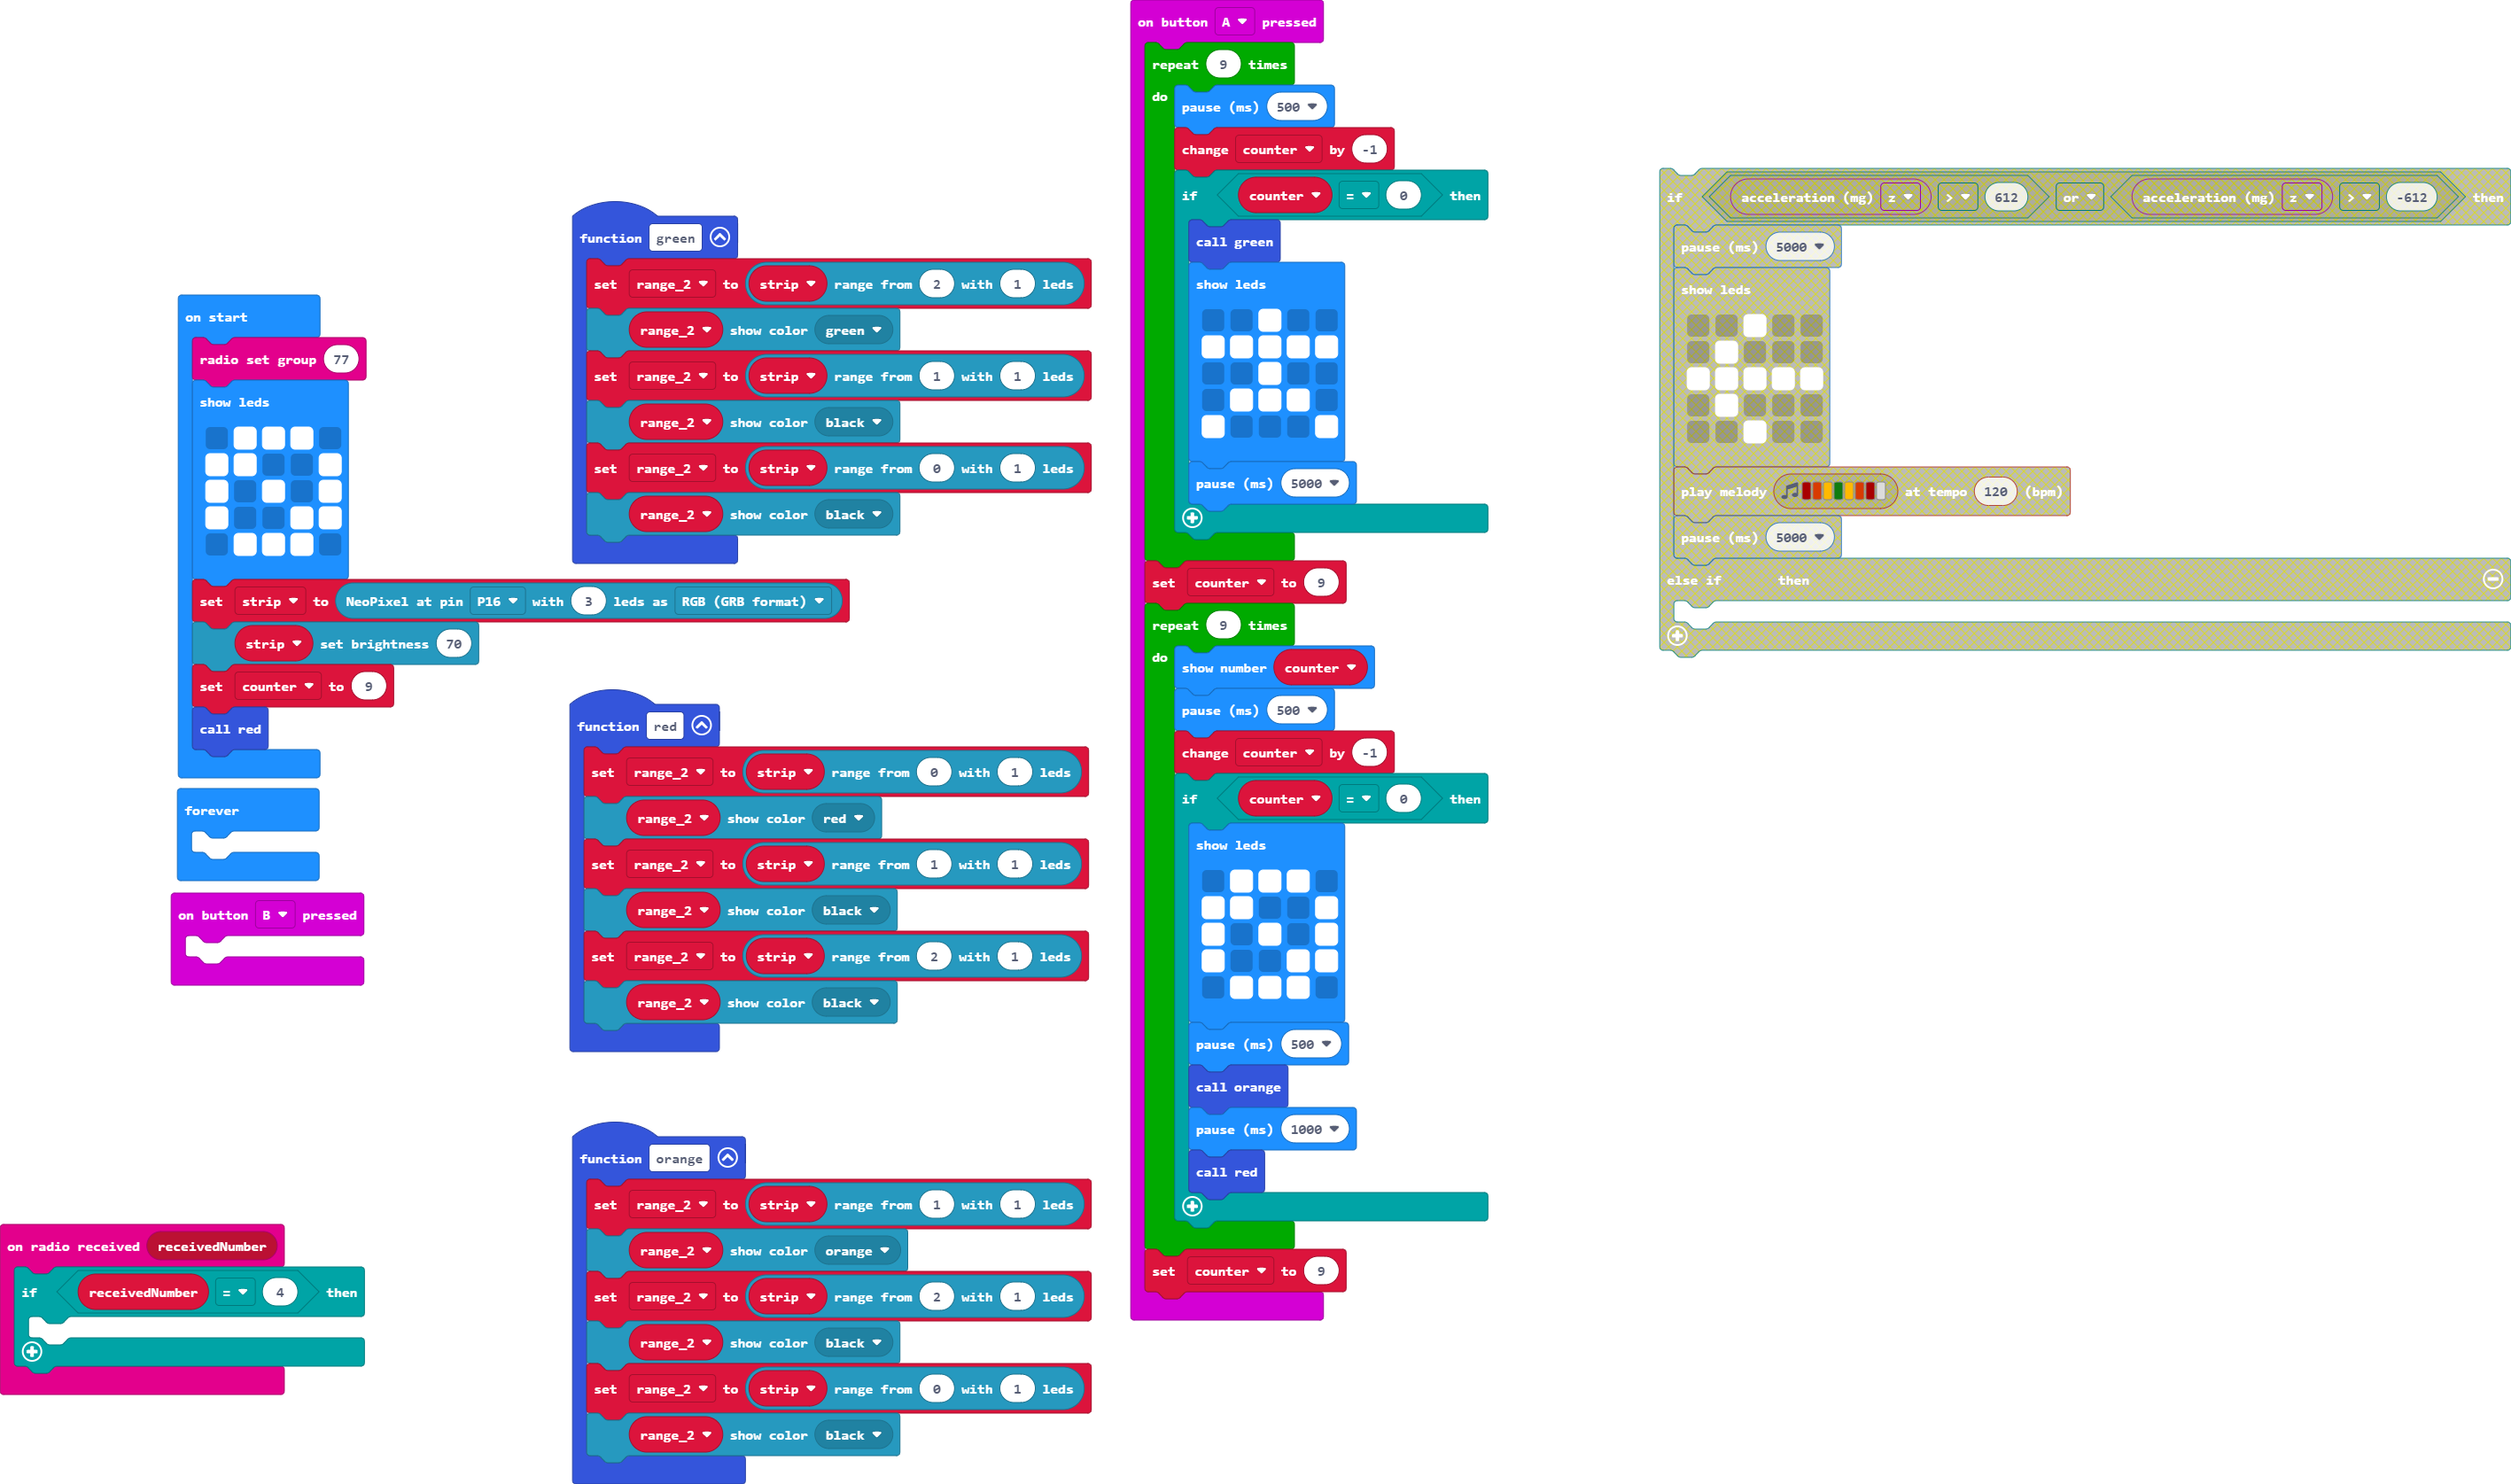 on start
radio set group 77
show leds
set strip to NeoPixel at pin P16 with 3 leds as RGB (GRB format)
strip set brightness 70
set counter to 9
call red
forever
on button B pressed
on radio received receivedNumber
if receivedNumber = 4 then
function green
set range_2 to strip range from 2 with 1 leds
range_2 show color green
set range_2 to strip range from 1 with 1 leds
range_2 show color black
set range_2 to strip range from 0 with 1 leds
range_2 show color black
function red
set range_2 to strip range from 0 with 1 leds
range_2 show color red
set range_2 to strip range from 1 with 1 leds
range_2 show color black
set range_2 to strip range from 2 with 1 leds
range_2 show color black
function orange
set range_2 to strip range from 1 with 1 leds
range_2 show color orange
set range_2 to strip range from 2 with 1 leds
range_2 show color black
set range_2 to strip range from 0 with 1 leds
range_2 show color black
on button A pressed
repeat 9 times
do
pause (ms) 500
change counter by -1
if counter = 0 then
call green
show leds
pause (ms) 5000
set counter to 9
repeat 9 times
do
show number counter
pause (ms) 500
change counter by -1
if counter = 0 then
show leds
pause (ms) 500
call orange
pause (ms) 1000
call red
set counter to 9
if acceleration (mg) z > 612 or acceleration (mg) z > -612 then
pause (ms) 5000
show leds
play melody at tempo 120 (bpm)
pause (ms) 5000
else if then